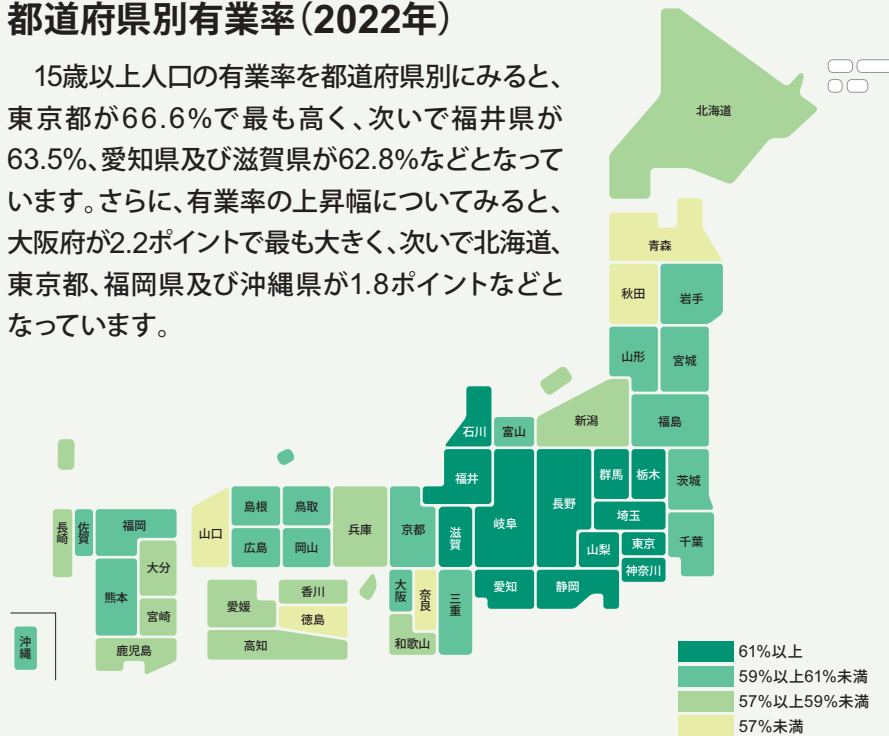 都道府県別有業率（2022年）
　15歳以上人口の有業率を都道府県別にみると、
東京都が66.6%で最も高く、次いで福井県が
63.5%、愛知県及び滋賀県が62.8%などとなって
います。さらに、有業率の上昇幅についてみると、
大阪府が2.2ポイントで最も大きく、次いで北海道、
東京都、福岡県及び沖縄県が1.8ポイントなどと
なっています。
北海道
青森
秋田
岩手
山形
宮城
新潟
福島
石川
富山
福井
岐阜
長野
群馬
栃木
茨城
埼玉
山梨
東京
千葉
神奈川
愛知
静岡
滋賀
京都
兵庫
大阪
奈良
三重
和歌山
鳥取
島根
岡山
広島
山口
香川
徳島
愛媛
高知
福岡
佐賀
長崎
大分
熊本
宮崎
鹿児島
沖縄
61%以上
59%以上61%未満
57%以上59%未満
57%未満